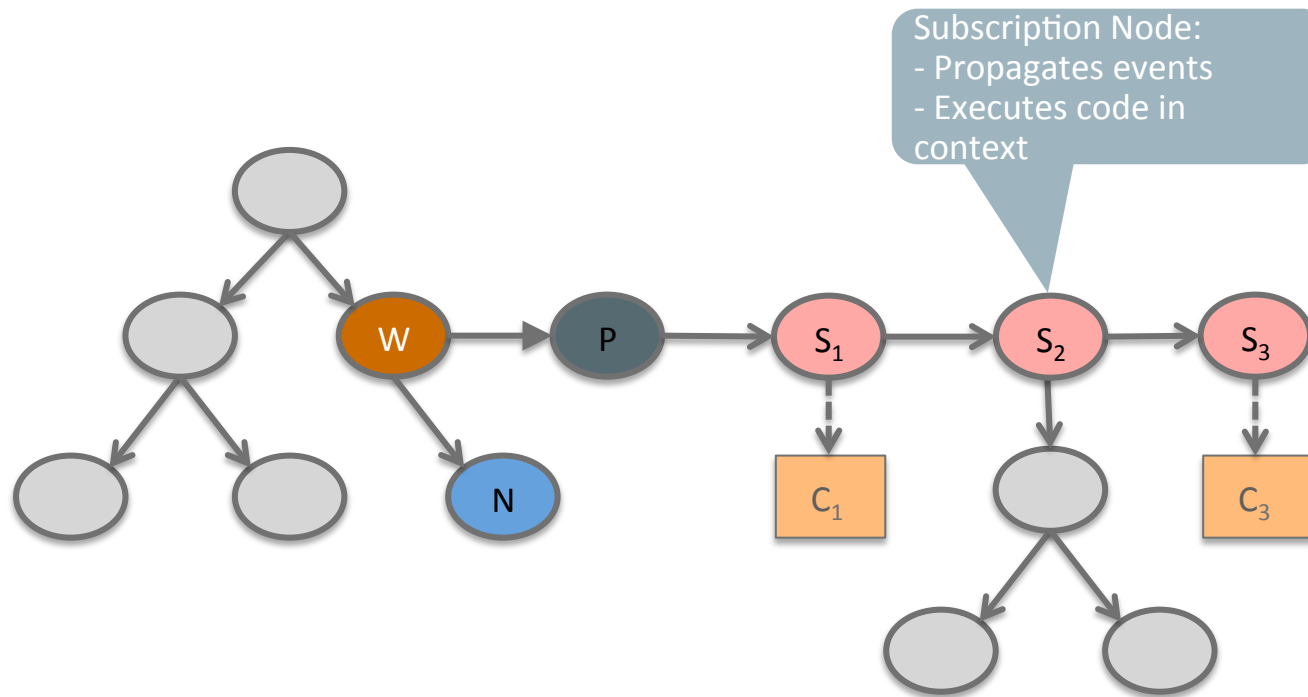 Subscription Node:
- Propagates events
- Executes code in
context
W
P
S₁
S₂
S₃
N
C₁
C₃